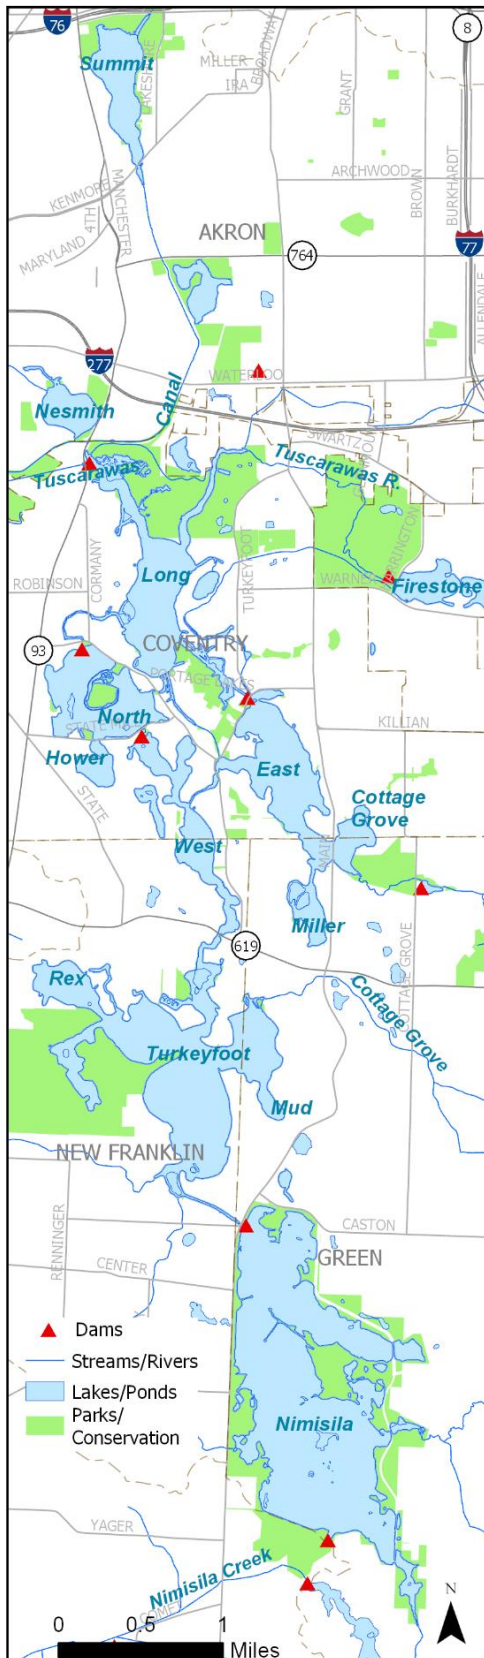 76
8
Summit
MILLER
BROADWAY
LAKESHORE
IRA
GRANT
ARCHWOOD
BROWN
BURKHARDT
KENMORE
4TH
MANCHESTER
MARYLAND
AKRON
764
77
ALLENDALE
277
WATERLOO
Nesmith
Canal
SWARTZ
Tuscarawas
Tuscarawas R.
CORMANY
TURKEYFOOT
ROBINSON
Long
WARNER
Firestone
93
COVENTRY
PORTAGE LAKES
North
KILLIAN
Hower
East
STATE
Cottage
Grove
West
MAIN
Miller
619
COTTAGE GROVE
Rex
Cottage Grove
Turkeyfoot
Mud
NEW FRANKLIN
RENNINGER
CASTON
CENTER
GREEN
Dams
Streams/Rivers
Lakes/Ponds
Parks/
Conservation
Nimisila
YAGER
Nimisila Creek
COMET
N
0 0.5 1
Miles